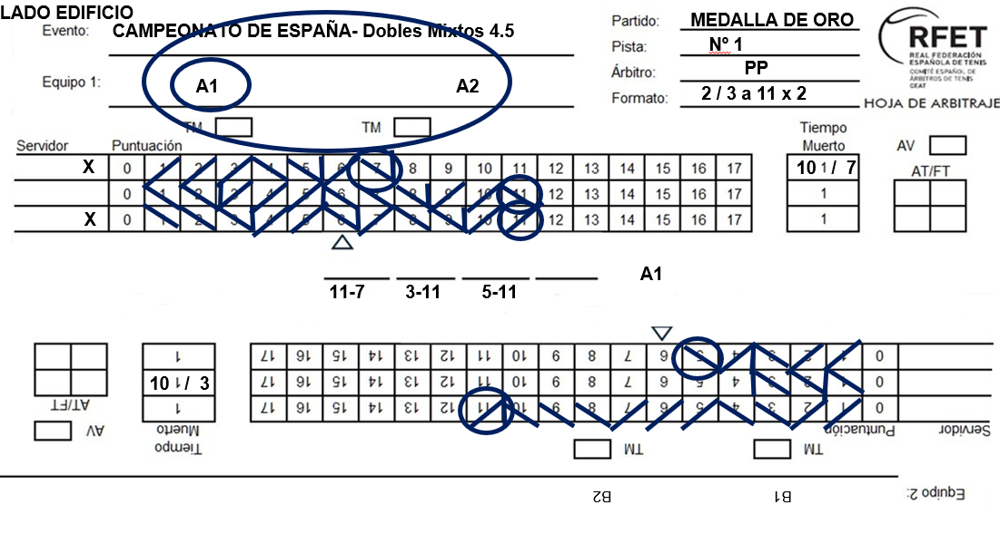 LADO EDIFICIO
Evento: CAMPEONATO DE ESPAÑA- Dobles Mixtos 4.5
Partido: MEDALLA DE ORO
Pista: Nº 1
Equipo 1: A1 A2
Árbitro: PP
Formato: 2 / 3 a 11 x 2
RFET
REAL FEDERACIÓN
ESPAÑOLA DE TENIS
COMITÉ ESPAÑOL DE
ÁRBITROS DE TENIS
CEAT
HOJA DE ARBITRAJE
TM TM
Servidor Puntuación
Tiempo
Muerto
AV
AT/FT
X 0 1 2 3 4 5 6 7 8 9 10 11 12 13 14 15 16 17 10 1 / 7
0 1 2 3 4 5 6 7 8 9 10 11 12 13 14 15 16 17 1
X 0 1 2 3 4 5 6 7 8 9 10 11 12 13 14 15 16 17 1
A1
11-7 3-11 5-11
17 16 15 14 13 12 11 10 9 8 7 6 5 4 3 2 1 0
1
17 16 15 14 13 12 11 10 9 8 7 6 5 4 3 2 1 0
10 1 / 3
17 16 15 14 13 12 11 10 9 8 7 6 5 4 3 2 1 0
1
AT/FT
AV
Tiempo
Muerto
Puntuación
Servidor
TM TM
B2 B1
Equipo 2: